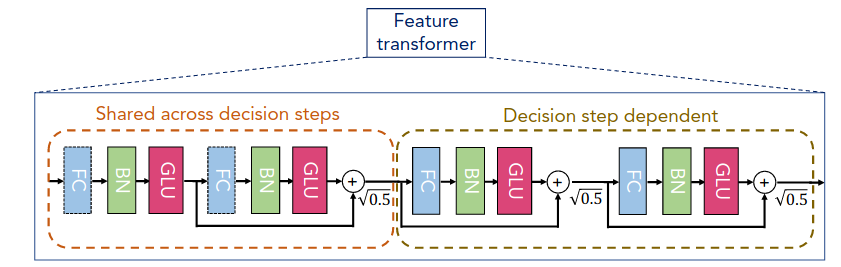 Feature
transformer
Shared across decision steps
Decision step dependent
FC
BN
GLU
FC
BN
GLU
+
√0.5
FC
BN
GLU
+
√0.5
FC
BN
GLU
+
√0.5